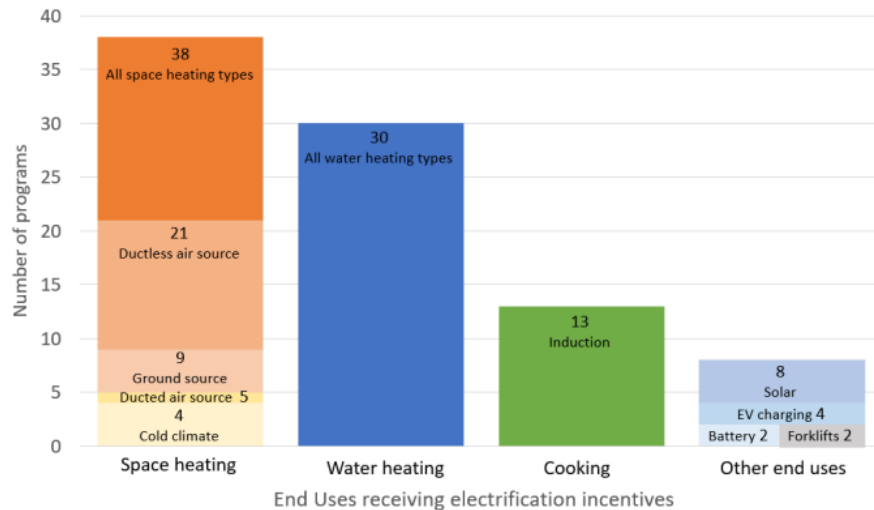 40
35
30
25
20
15
10
5
0
Number of programs
38
All space heating types
21
Ductless air source
9
Ground source
Ducted air source 5
4
Cold climate
30
All water heating types
13
Induction
8
Solar
EV charging 4
Battery 2
Forklifts 2
Space heating
Water heating
Cooking
Other end uses
End Uses receiving electrification incentives